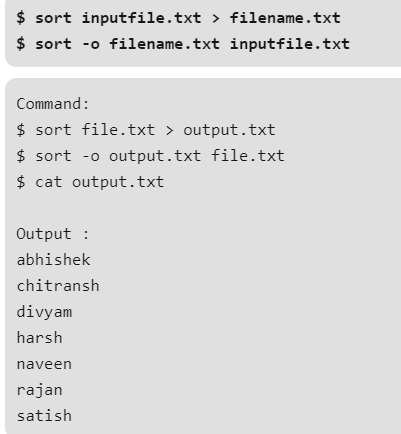 $ sort inputfile.txt > filename.txt
$ sort -o filename.txt inputfile.txt
Command:
$ sort file.txt > output.txt
$ sort -o output.txt file.txt
$ cat output.txt
Output :
abhishek
chitransh
divyam
harsh
naveen
rajan
satish